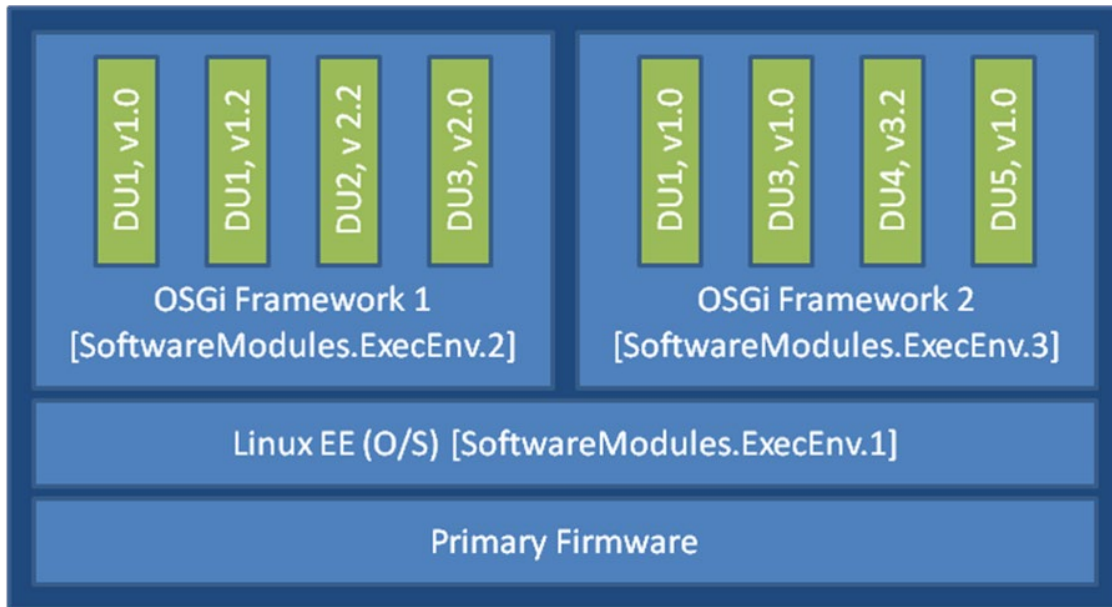 DU1, v1.0
DU1, v1.2
DU2, v 2.2
DU3, v2.0
OSGi Framework 1
[SoftwareModules.ExecEnv.2]
DU1, v1.0
DU3, v1.0
DU4, v3.2
DU5, v1.0
OSGi Framework 2
[SoftwareModules.ExecEnv.3]
Linux EE (O/S) [SoftwareModules.ExecEnv.1]
Primary Firmware